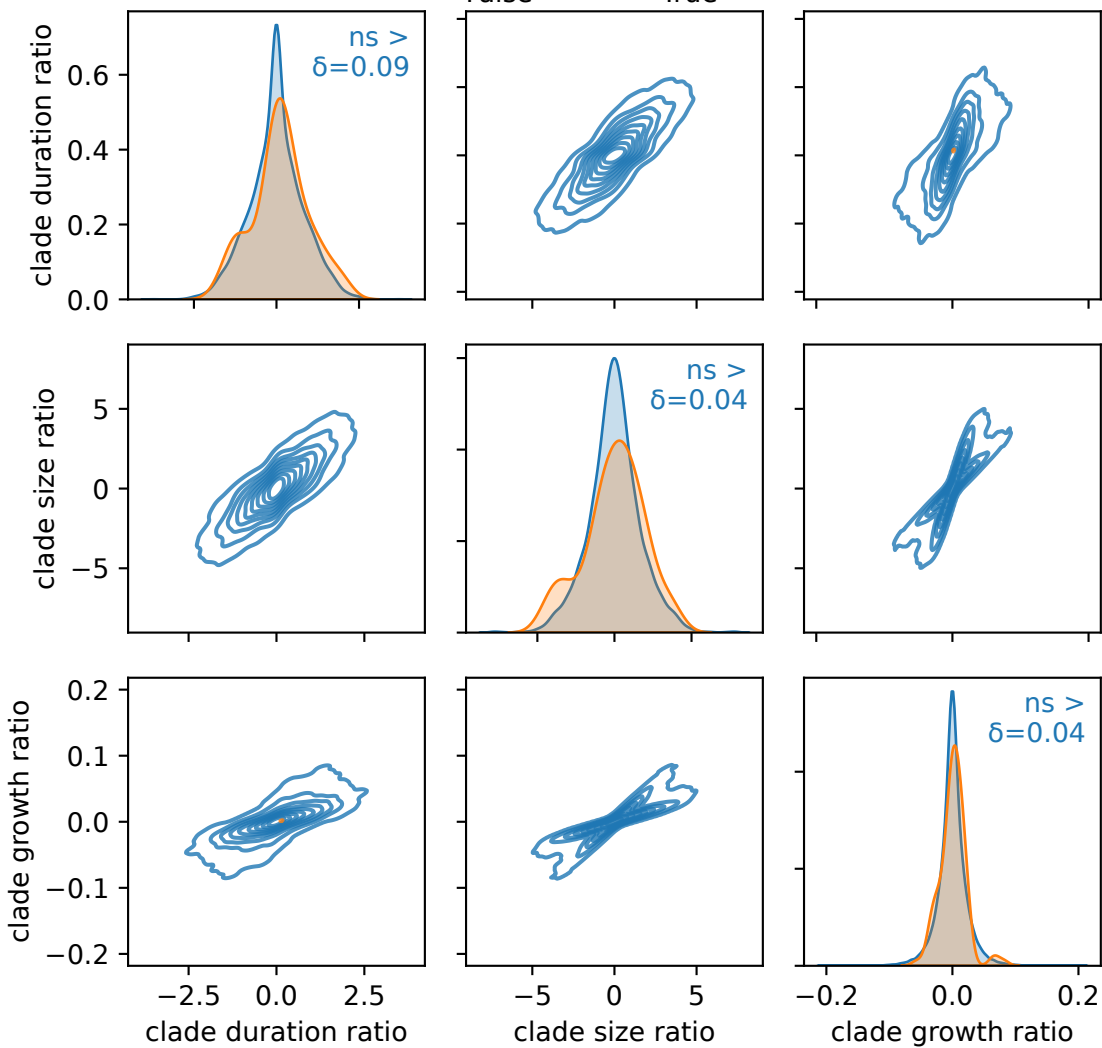 clade duration ratio
0.6
0.4
0.2
0.0
ns >
δ=0.09
clade size ratio
5
0
−5
ns >
δ=0.04
clade growth ratio
0.2
0.1
0.0
−0.1
−0.2
ns >
δ=0.04
−2.5 0.0 2.5
−5 0 5
−0.2 0.0 0.2
clade duration ratio
clade size ratio
clade growth ratio